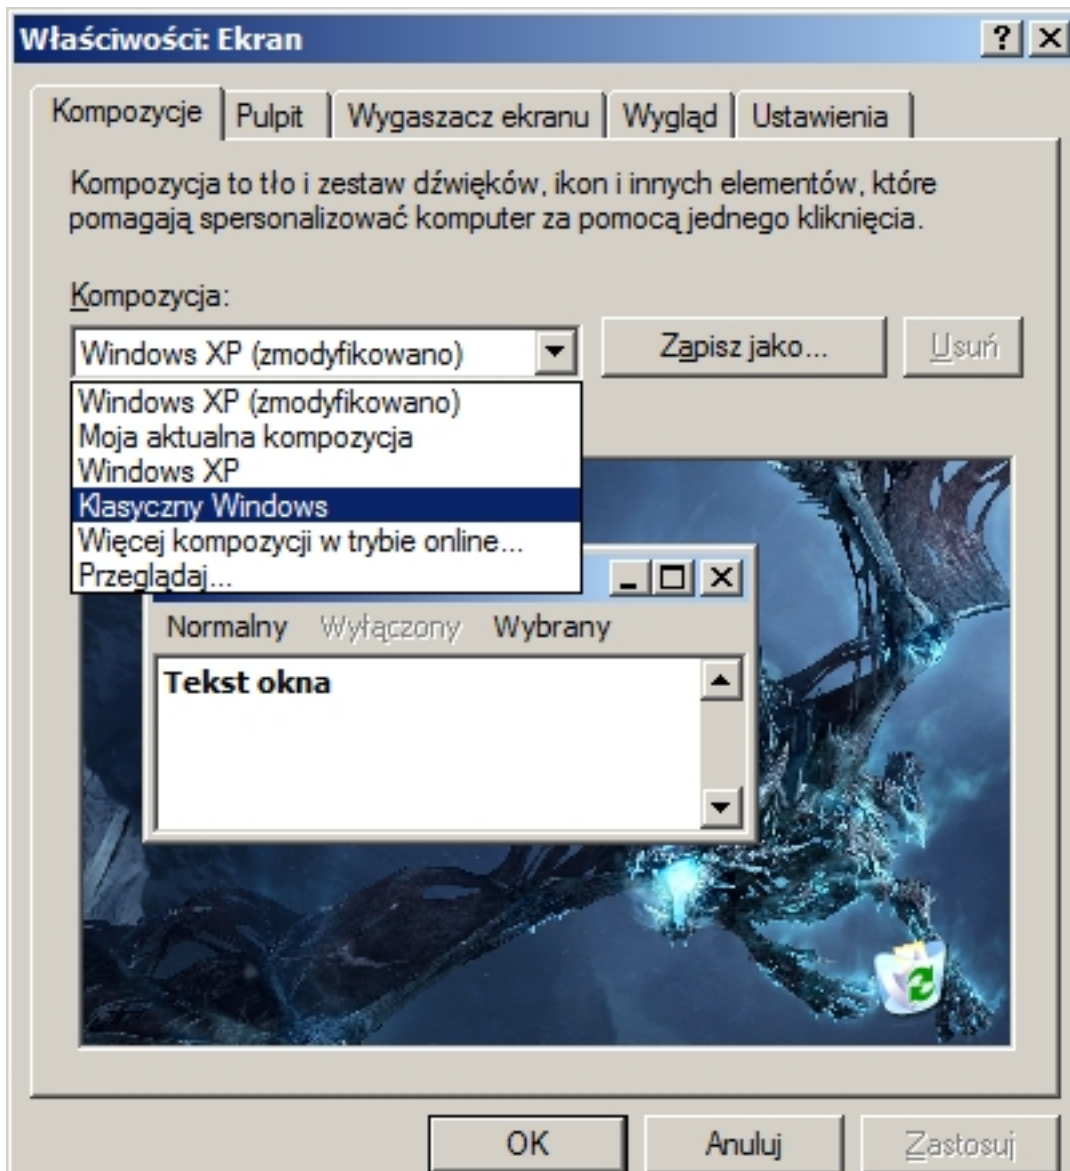 Właściwości: Ekran
Kompozycje Pulpit Wygaszacz ekranu Wygląd Ustawienia
Kompozycja to tło i zestaw dźwięków, ikon i innych elementów, które
pomagają spersonalizować komputer za pomocą jednego kliknięcia.
Kompozycja:
Windows XP (zmodyfikowano) Zapisz jako... Usuń
Windows XP (zmodyfikowano)
Moja aktualna kompozycja
Windows XP
Klasyczny Windows
Więcej kompozycji w trybie online...
Przeglądaj...
Normalny Wyłączony Wybrany
Tekst okna
OK Anuluj Zastosuj